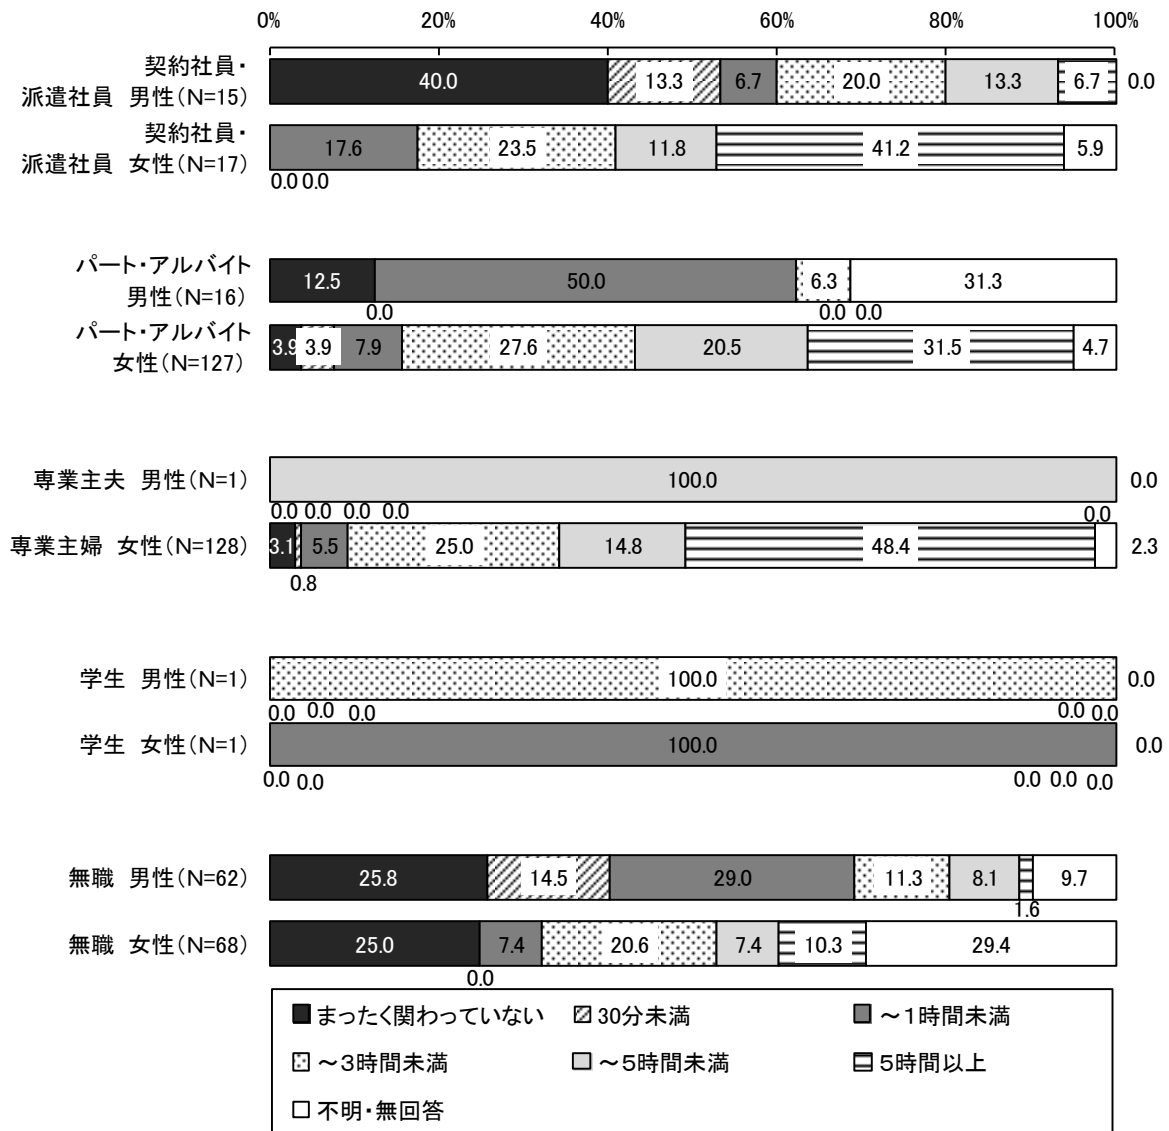 0% 20% 40% 60% 80% 100%
契約社員・
派遣社員 男性(N=15)
40.0 13.3 6.7 20.0 13.3 6.7 0.0
契約社員・
派遣社員 女性(N=17)
17.6 23.5 11.8 41.2 5.9
0.0 0.0
パート・アルバイト
男性(N=16)
12.5 50.0 6.3 31.3
0.0 0.0 0.0
パート・アルバイト
女性(N=127)
3.9 3.9 7.9 27.6 20.5 31.5 4.7
専業主夫 男性(N=1)
100.0 0.0
0.0 0.0 0.0 0.0 0.0
専業主婦 女性(N=128)
3.1 5.5 25.0 14.8 48.4 2.3
0.8
学生 男性(N=1)
100.0 0.0
0.0 0.0 0.0 0.0 0.0
学生 女性(N=1)
100.0 0.0
0.0 0.0 0.0 0.0 0.0
無職 男性(N=62)
25.8 14.5 29.0 11.3 8.1 9.7
1.6
無職 女性(N=68)
25.0 7.4 20.6 7.4 10.3 29.4
0.0
まったく関わっていない 30分未満 ~1時間未満
~3時間未満 ~5時間未満 5時間以上
不明・無回答